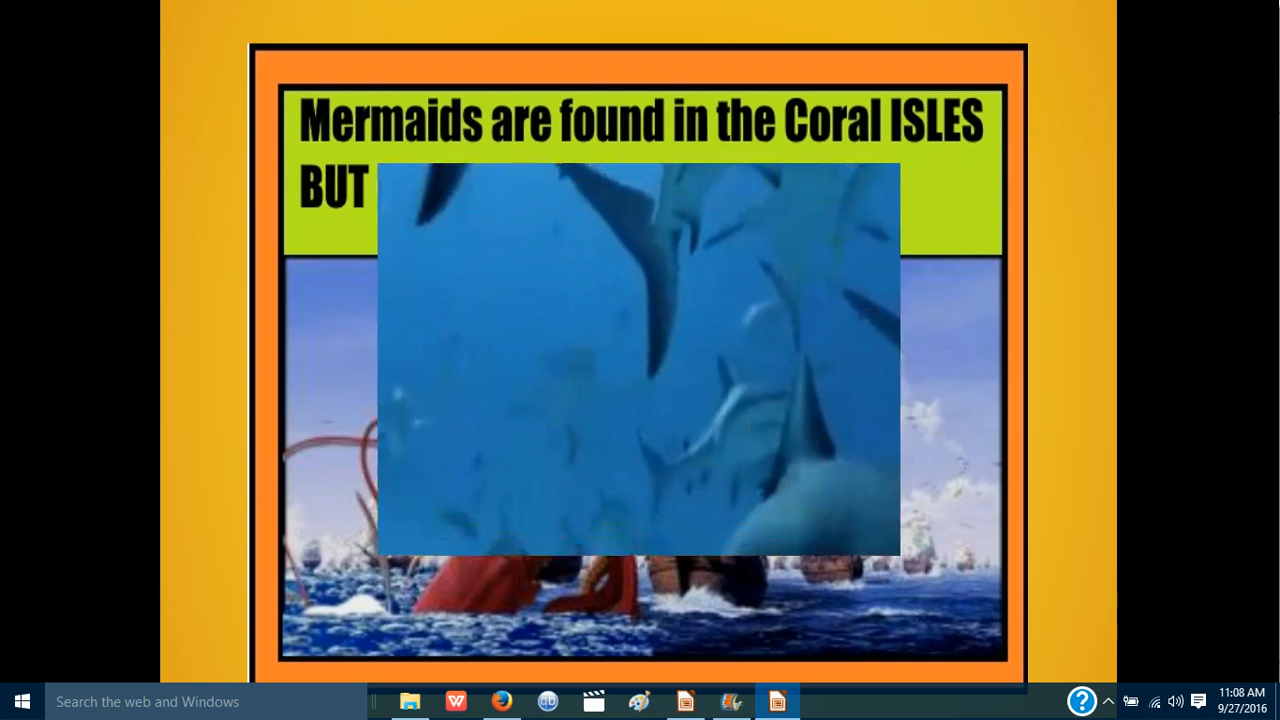 Mermaids are found in the Coral ISLES
BUT
Search the web and Windows
W
ab
?
11:08 AM
9/27/2016